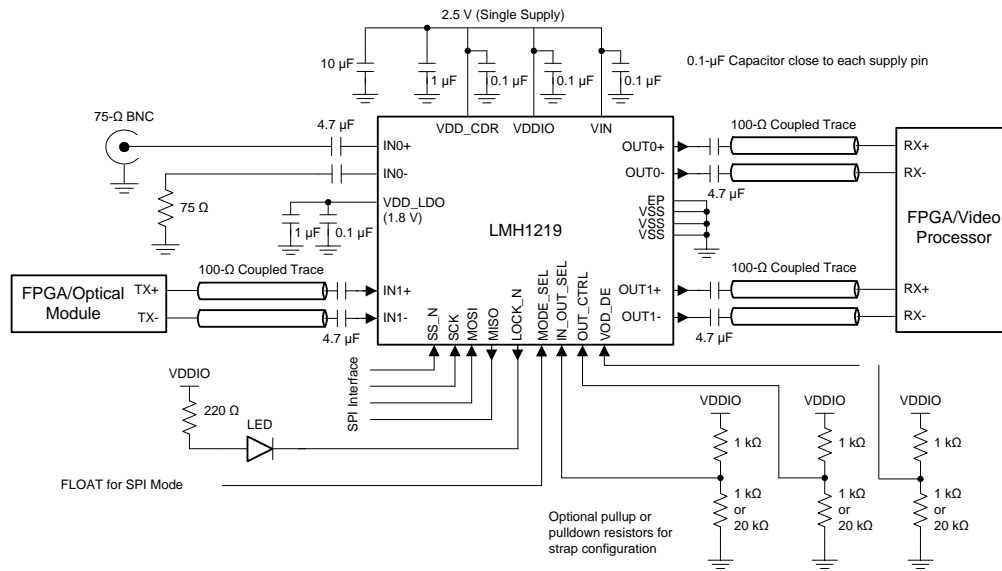 2.5 V (Single Supply)
10 µF
1 µF
0.1 µF
0.1 µF
0.1 µF
0.1-µF Capacitor close to each supply pin
75-Ω BNC
4.7 µF
VDD_CDR
VDDIO
VIN
100-Ω Coupled Trace
IN0+
OUT0+
RX+
IN0-
OUT0-
RX-
4.7 µF
75 Ω
VDD_LDO
(1.8 V)
EP
VSS
VSS
VSS
1 µF
0.1 µF
LMH1219
FPGA/Video
Processor
100-Ω Coupled Trace
100-Ω Coupled Trace
FPGA/Optical
Module
TX+
TX-
IN1+
IN1-
OUT1+
OUT1-
RX+
RX-
4.7 µF
4.7 µF
SS_N
SCK
MOSI
MISO
LOCK_N
MODE_SEL
IN_OUT_SEL
OUT_CTRL
VOD_DE
SPI Interface
VDDIO
220 Ω
LED
VDDIO
VDDIO
VDDIO
1 kΩ
1 kΩ
1 kΩ
FLOAT for SPI Mode
1 kΩ
or
20 kΩ
1 kΩ
or
20 kΩ
1 kΩ
or
20 kΩ
Optional pullup or
pulldown resistors for
strap configuration